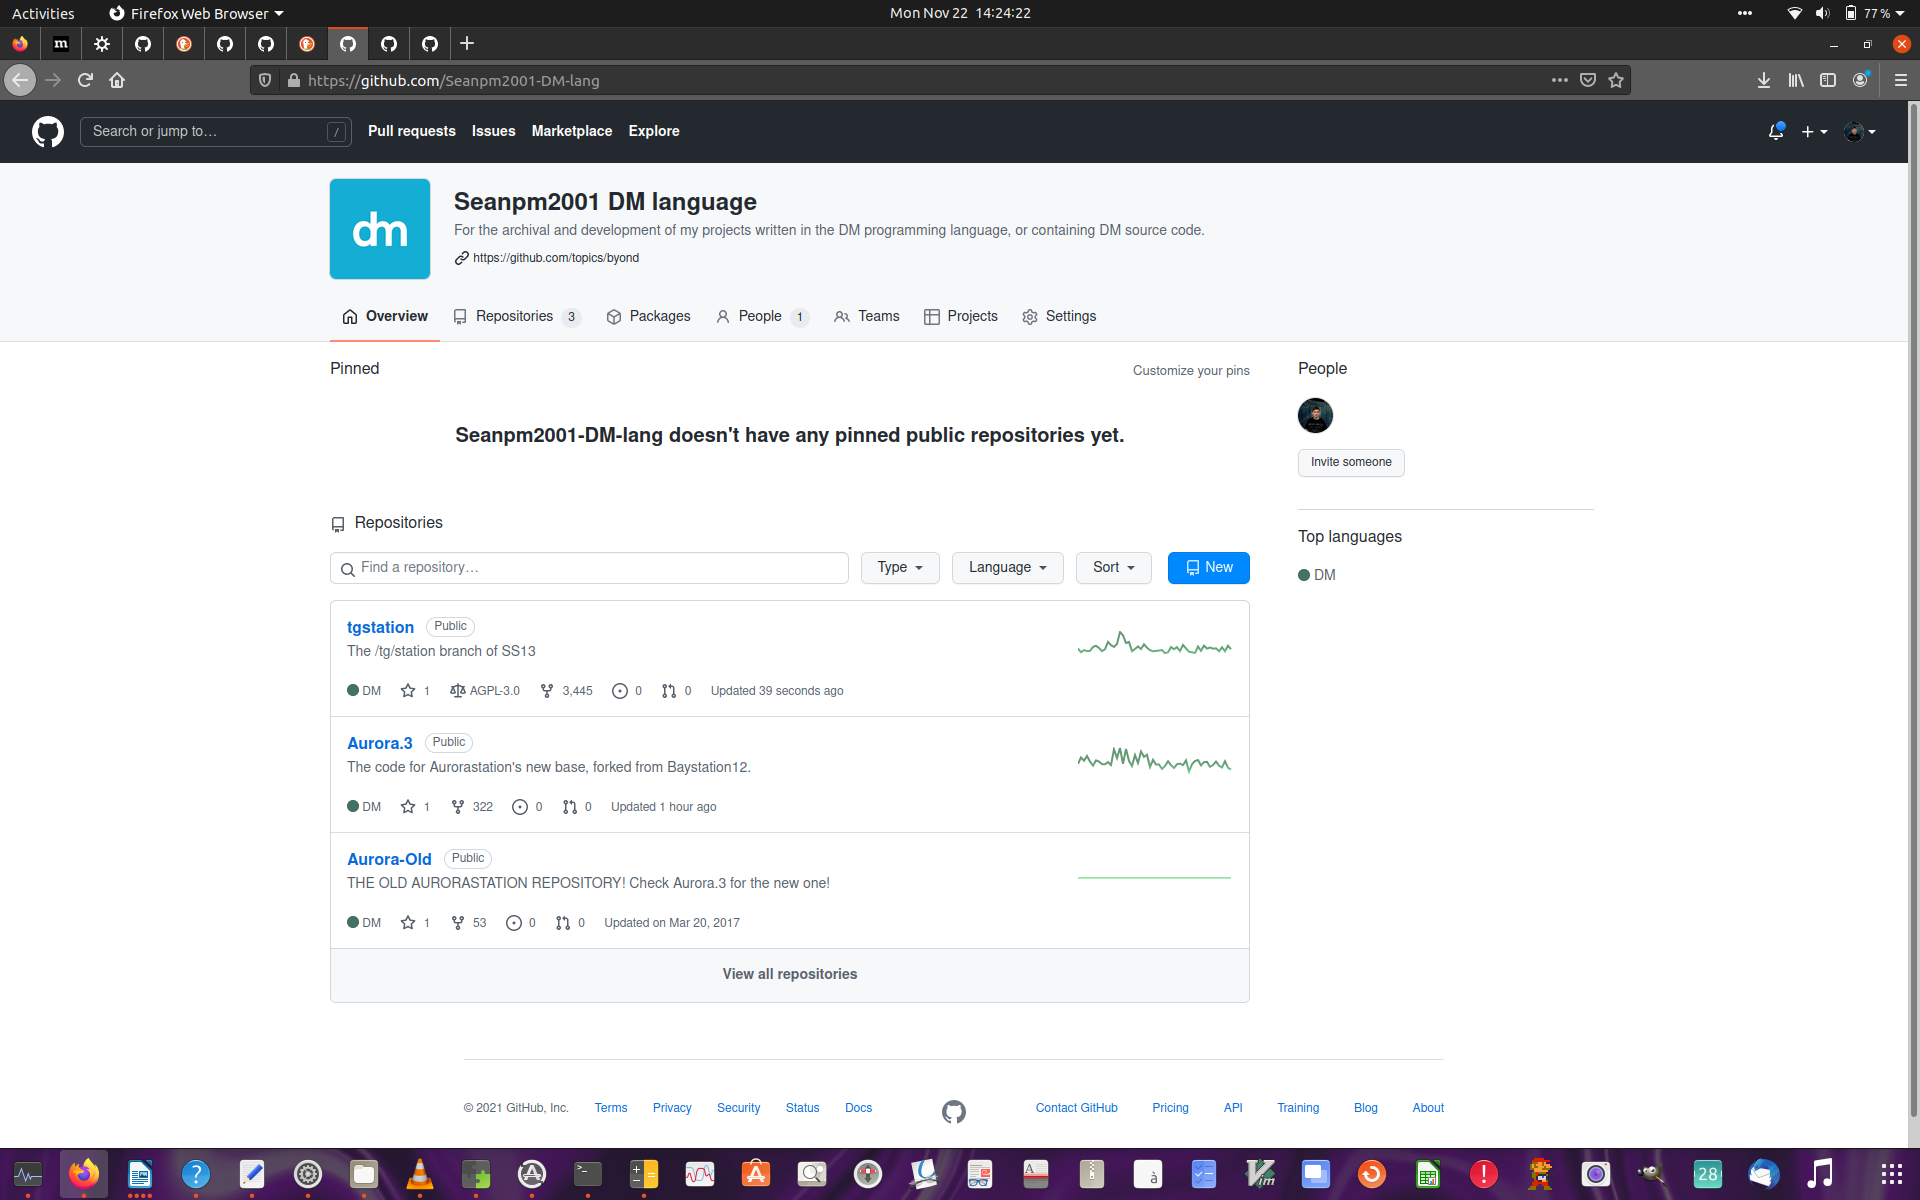 Activities
Firefox Web Browser
Mon Nov 22 14:24:22
77 %
m
https://github.com/Seanpm2001-DM-lang
Search or jump to…
/
Pull requests
Issues
Marketplace
Explore
dm
Seanpm2001 DM language
For the archival and development of my projects written in the DM programming language, or containing DM source code.
https://github.com/topics/byond
Overview
Repositories 3
Packages
People 1
Teams
Projects
Settings
Pinned
Customize your pins
Seanpm2001-DM-lang doesn't have any pinned public repositories yet.
People
Invite someone
Top languages
DM
Repositories
Find a repository…
Type
Language
Sort
New
tgstation Public
The /tg/station branch of SS13
DM 1 AGPL-3.0 3,445 0 0 Updated 39 seconds ago
Aurora.3 Public
The code for Aurorastation's new base, forked from Baystation12.
DM 1 322 0 0 Updated 1 hour ago
Aurora-Old Public
THE OLD AURORASTATION REPOSITORY! Check Aurora.3 for the new one!
DM 1 53 0 0 Updated on Mar 20, 2017
View all repositories
© 2021 GitHub, Inc.
Terms
Privacy
Security
Status
Docs
Contact GitHub
Pricing
API
Training
Blog
About
?
>_
A
à
Vim
!
28